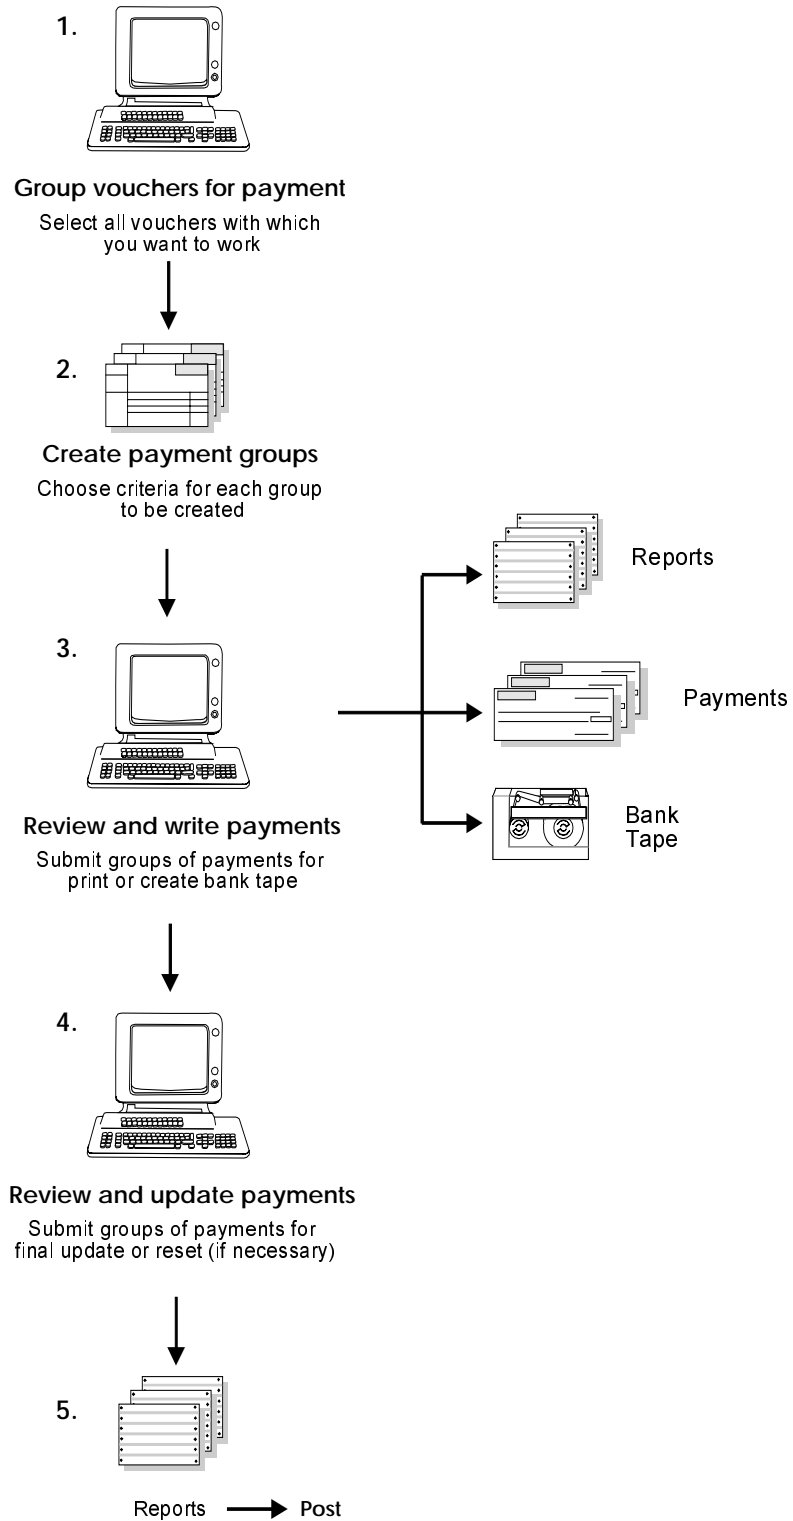 1.
Group vouchers for payment
Select all vouchers with which
you want to work
2.
Create payment groups
Choose criteria for each group
to be created
3.
Review and write payments
Submit groups of payments for
print or create bank tape
Reports
Payments
Bank
Tape
4.
Review and update payments
Submit groups of payments for
final update or reset (if necessary)
5.
Reports Post